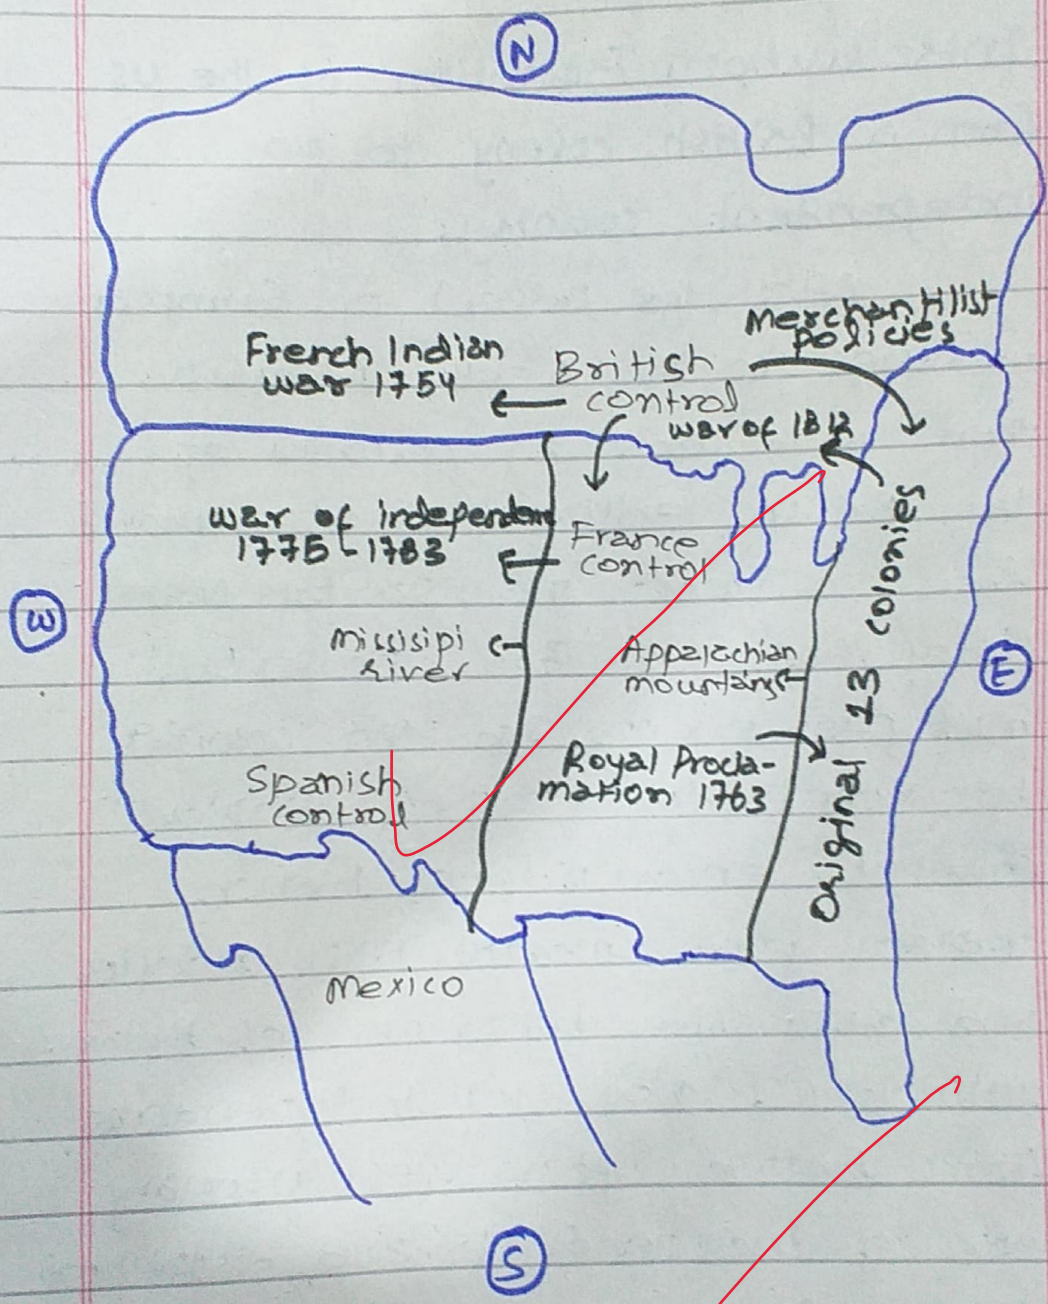 N
Merchantilist
policies
French Indian
war 1754
British
control
war of 1812
war of independent
1775-1783
France
control
W
Missisipi
river
Appalachian
mountains
E
Original 13 colonies
Royal Procla-
mation 1763
Spanish
control
Mexico
S